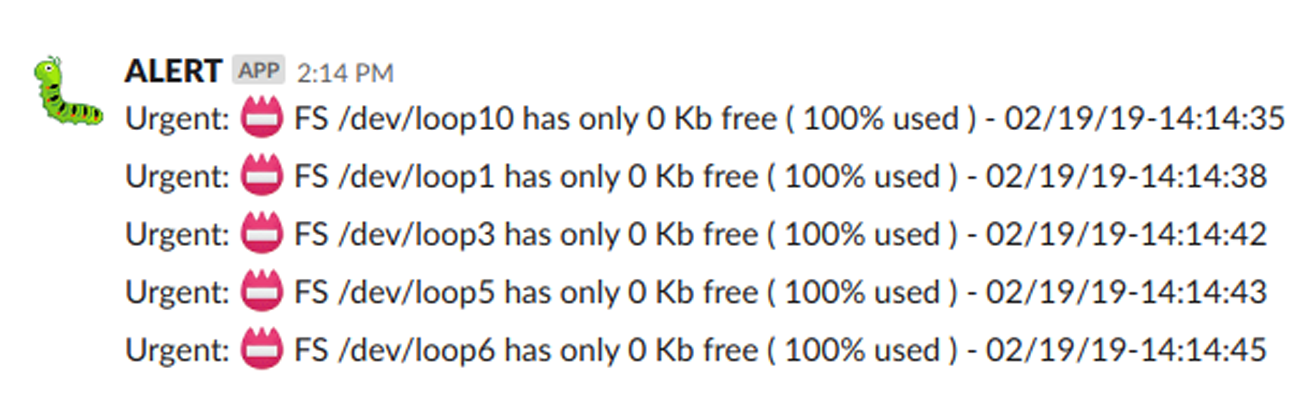 ALERT APP 2:14 PM
Urgent: 📛 FS /dev/loop10 has only 0 Kb free ( 100% used ) - 02/19/19-14:14:35
Urgent: 📛 FS /dev/loop1 has only 0 Kb free ( 100% used ) - 02/19/19-14:14:38
Urgent: 📛 FS /dev/loop3 has only 0 Kb free ( 100% used ) - 02/19/19-14:14:42
Urgent: 📛 FS /dev/loop5 has only 0 Kb free ( 100% used ) - 02/19/19-14:14:43
Urgent: 📛 FS /dev/loop6 has only 0 Kb free ( 100% used ) - 02/19/19-14:14:45